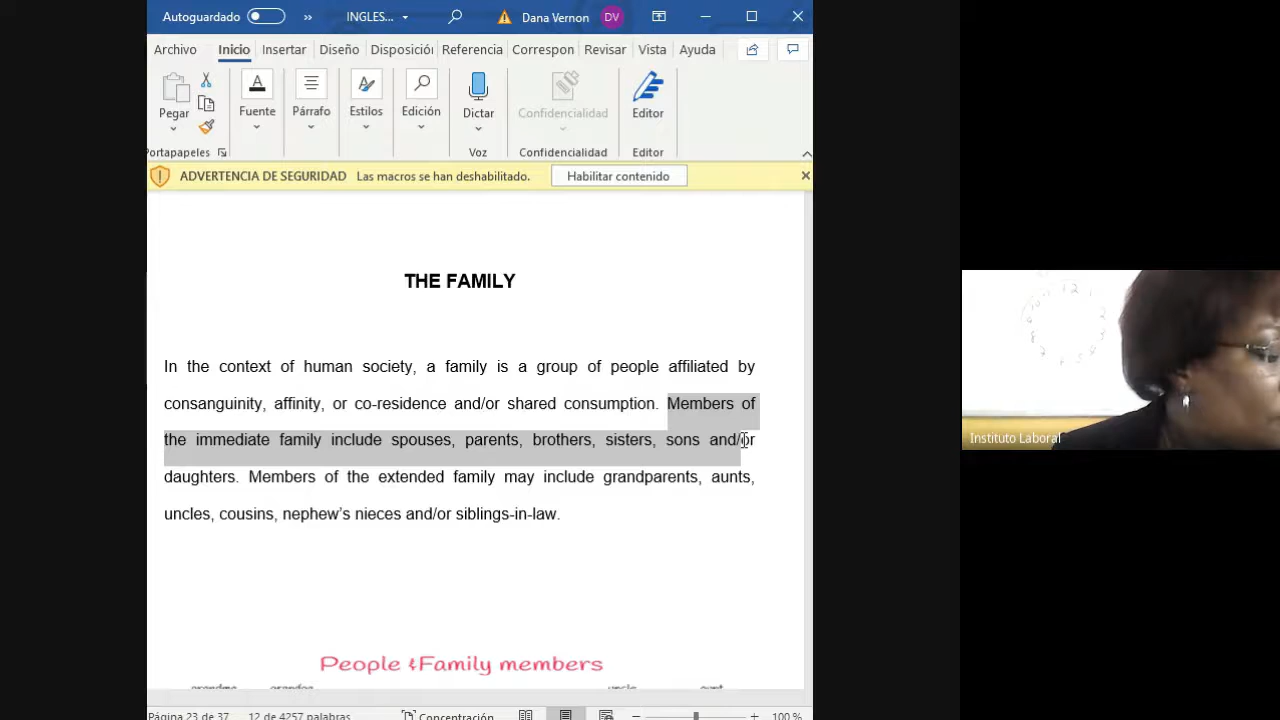 Autoguardado
INGLES...
Dana Vernon
DV
Archivo Inicio Insertar Diseño Disposició Referencia Correspon Revisar Vista Ayuda
Pegar
Fuente
Párrafo
Estilos
Edición
Dictar
Confidencialidad
Editor
Portapapeles
Voz
Confidencialidad
Editor
ADVERTENCIA DE SEGURIDAD Las macros se han deshabilitado. Habilitar contenido
THE FAMILY
In the context of human society, a family is a group of people affiliated by
consanguinity, affinity, or co-residence and/or shared consumption. Members of
the immediate family include spouses, parents, brothers, sisters, sons and/or
daughters. Members of the extended family may include grandparents, aunts,
uncles, cousins, nephew’s nieces and/or siblings-in-law.
People & Family members
Instituto Laboral
Página 23 de 37 12 de 4257 palabras Concentración 100 %